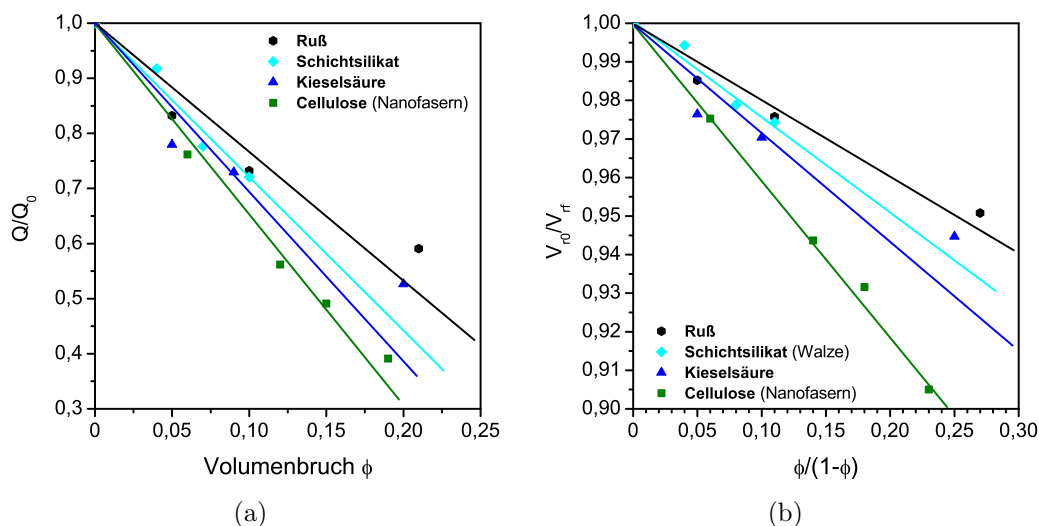 1,0
0,9
0,8
0,7
0,6
0,5
0,4
0,3
Q/Q0
0
0,05
0,10
0,15
0,20
0,25
Volumenbruch ϕ
Ruß
Schichtsilikat
Kieselsäure
Cellulose (Nanofasern)
(a)
1,00
0,99
0,98
0,97
0,96
0,95
0,94
0,93
0,92
0,91
0,90
Vr0/Vrf
0
0,05
0,10
0,15
0,20
0,25
0,30
ϕ/(1-ϕ)
Ruß
Schichtsilikat (Walze)
Kieselsäure
Cellulose (Nanofasern)
(b)